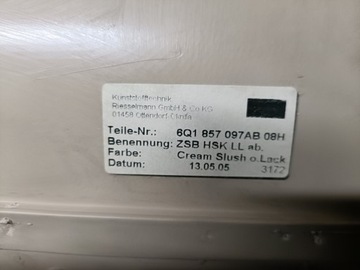 Kunststofftechnik
Riesselmann GmbH & Co KG
01458 Ottendorf-Okrilla
Teile-Nr.: 6Q1 857 097AB 08H
Benennung: ZSB HSK LL ab.
Farbe: Cream Slush o.Lack
Datum: 13.05.05 3172